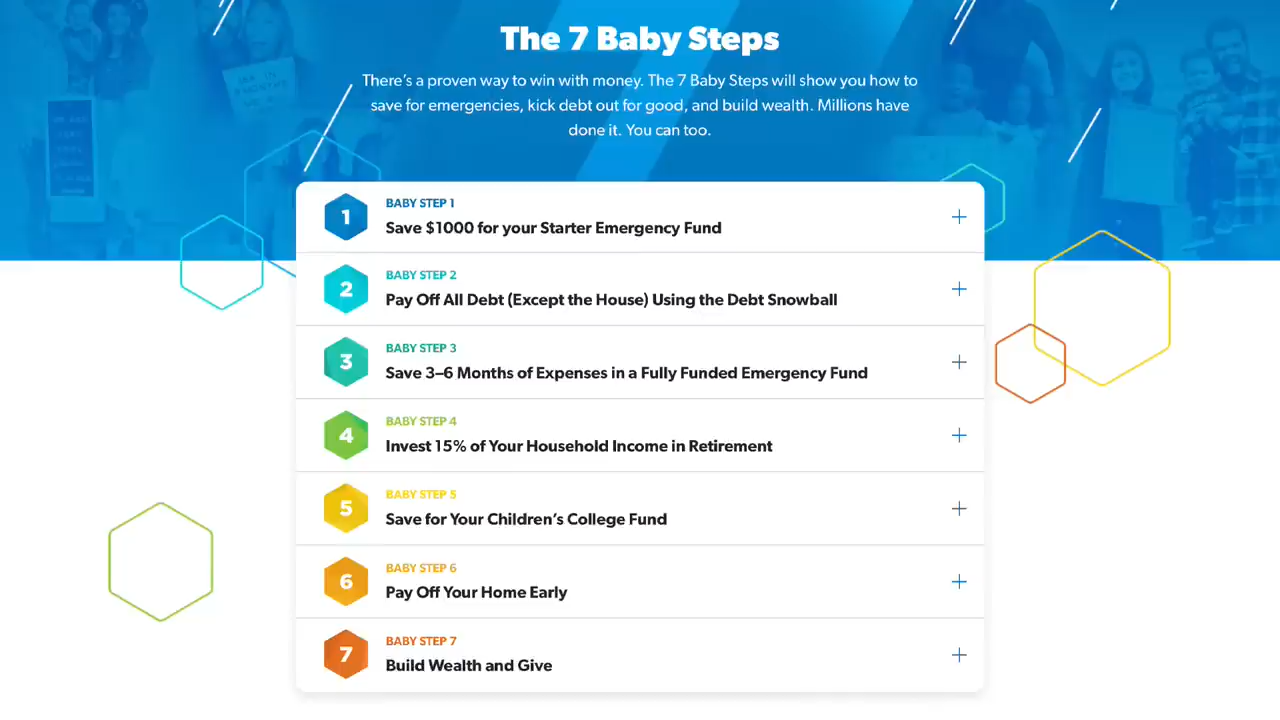 The 7 Baby Steps
There's a proven way to win with money. The 7 Baby Steps will show you how to
save for emergencies, kick debt out for good, and build wealth. Millions have
done it. You can too.
1
BABY STEP 1
Save $1000 for your Starter Emergency Fund
2
BABY STEP 2
Pay Off All Debt (Except the House) Using the Debt Snowball
3
BABY STEP 3
Save 3–6 Months of Expenses in a Fully Funded Emergency Fund
4
BABY STEP 4
Invest 15% of Your Household Income in Retirement
5
BABY STEP 5
Save for Your Children's College Fund
6
BABY STEP 6
Pay Off Your Home Early
7
BABY STEP 7
Build Wealth and Give